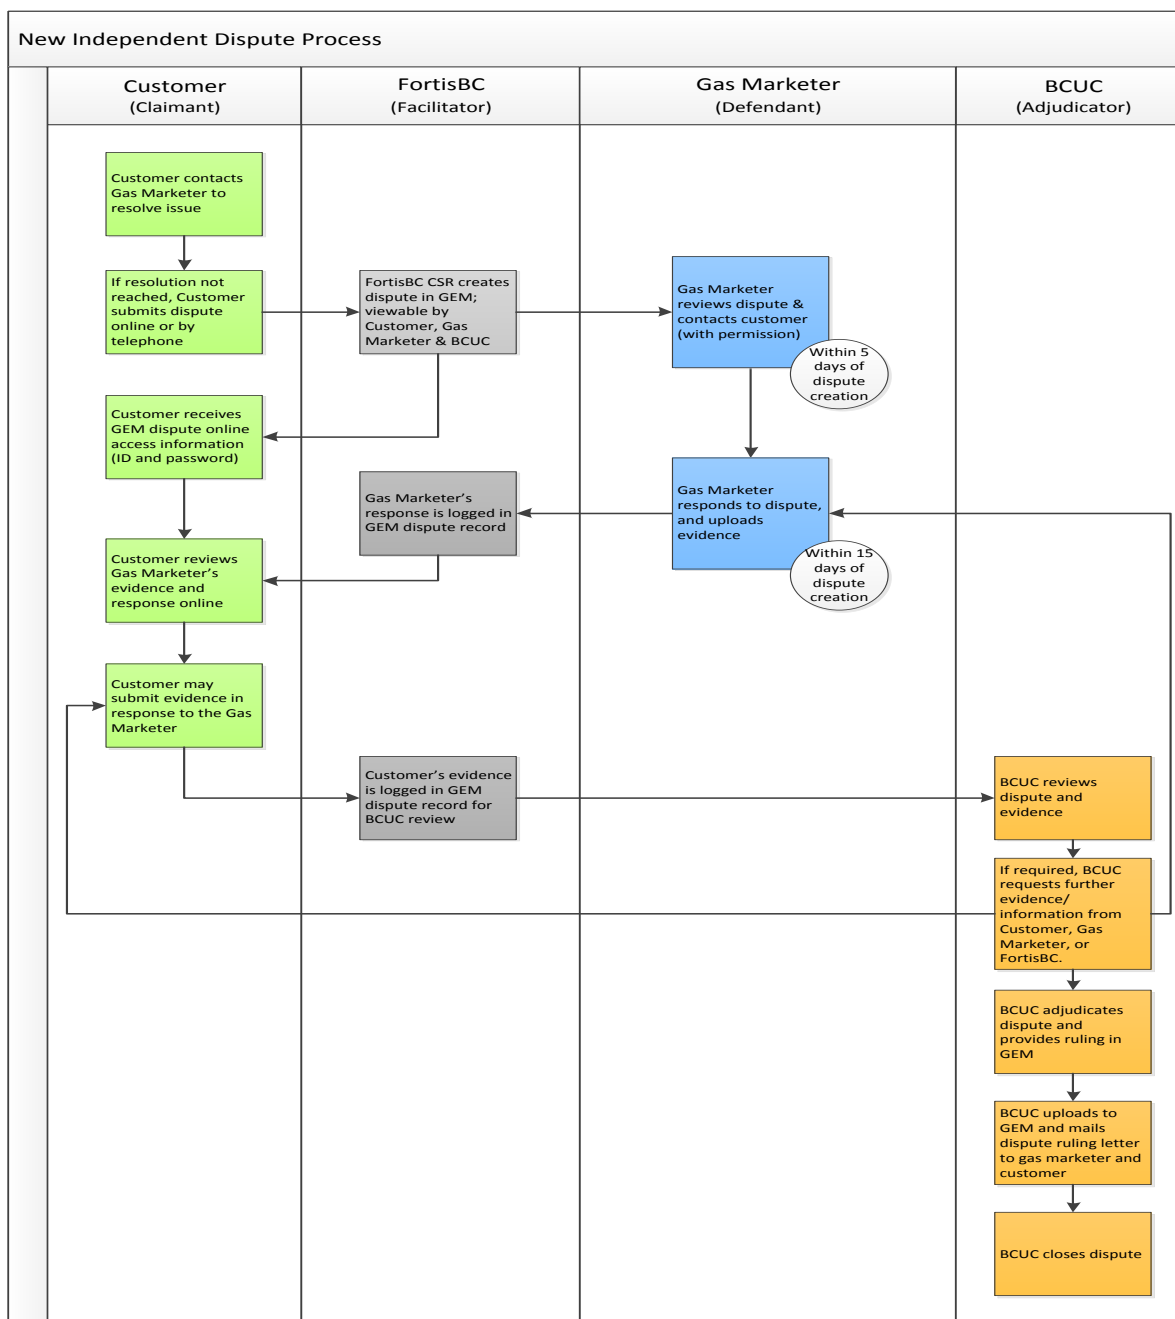 New Independent Dispute Process
Customer
(Claimant)
FortisBC
(Facilitator)
Gas Marketer
(Defendant)
BCUC
(Adjudicator)
Customer contacts
Gas Marketer to
resolve issue
If resolution not
reached, Customer
submits dispute
online or by
telephone
FortisBC CSR creates
dispute in GEM;
viewable by
Customer, Gas
Marketer & BCUC
Gas Marketer
reviews dispute &
contacts customer
(with permission)
Within 5
days of
dispute
creation
Customer receives
GEM dispute online
access information
(ID and password)
Gas Marketer
responds to dispute,
and uploads
evidence
Within 15
days of
dispute
creation
Gas Marketer's
response is logged in
GEM dispute record
Customer reviews
Gas Marketer's
evidence and
response online
Customer may
submit evidence in
response to the Gas
Marketer
Customer's evidence
is logged in GEM
dispute record for
BCUC review
BCUC reviews
dispute and
evidence
If required, BCUC
requests further
evidence/
information from
Customer, Gas
Marketer, or
FortisBC.
BCUC adjudicates
dispute and
provides ruling in
GEM
BCUC uploads to
GEM and mails
dispute ruling letter
to gas marketer and
customer
BCUC closes dispute